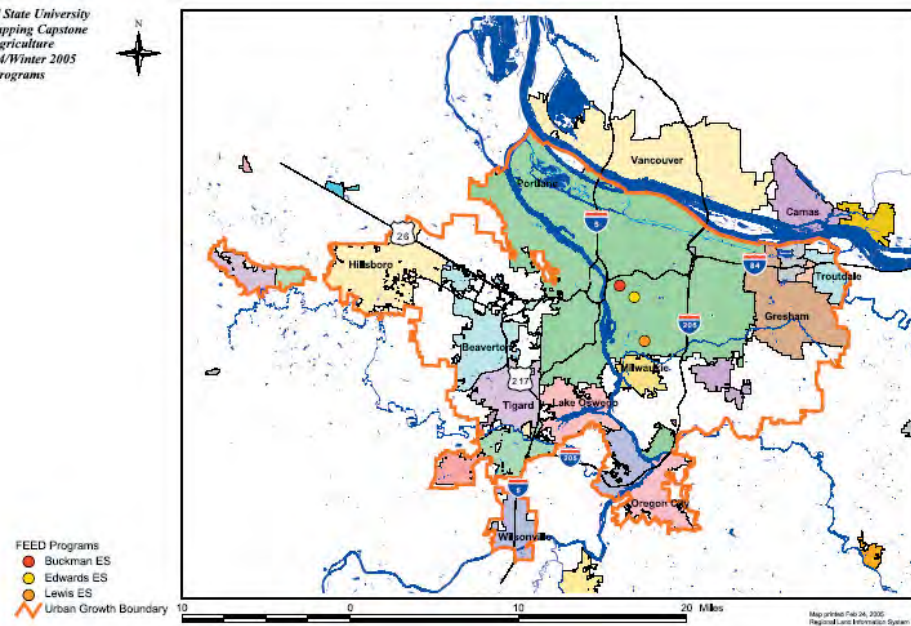 State University
apping Capstone
griculture
4/Winter 2005
rograms
N
Vancouver
Portland
Camas
5
26
Hillsboro
84
Troutdale
Gresham
205
Beaverton
Milwaukie
217
Tigard
Lake Oswego
205
5
Oregon City
Wilsonville
FEED Programs
Buckman ES
Edwards ES
Lewis ES
Urban Growth Boundary
10 0 10 20 Miles
Map printed Feb 24, 2005
Regional Land Information System